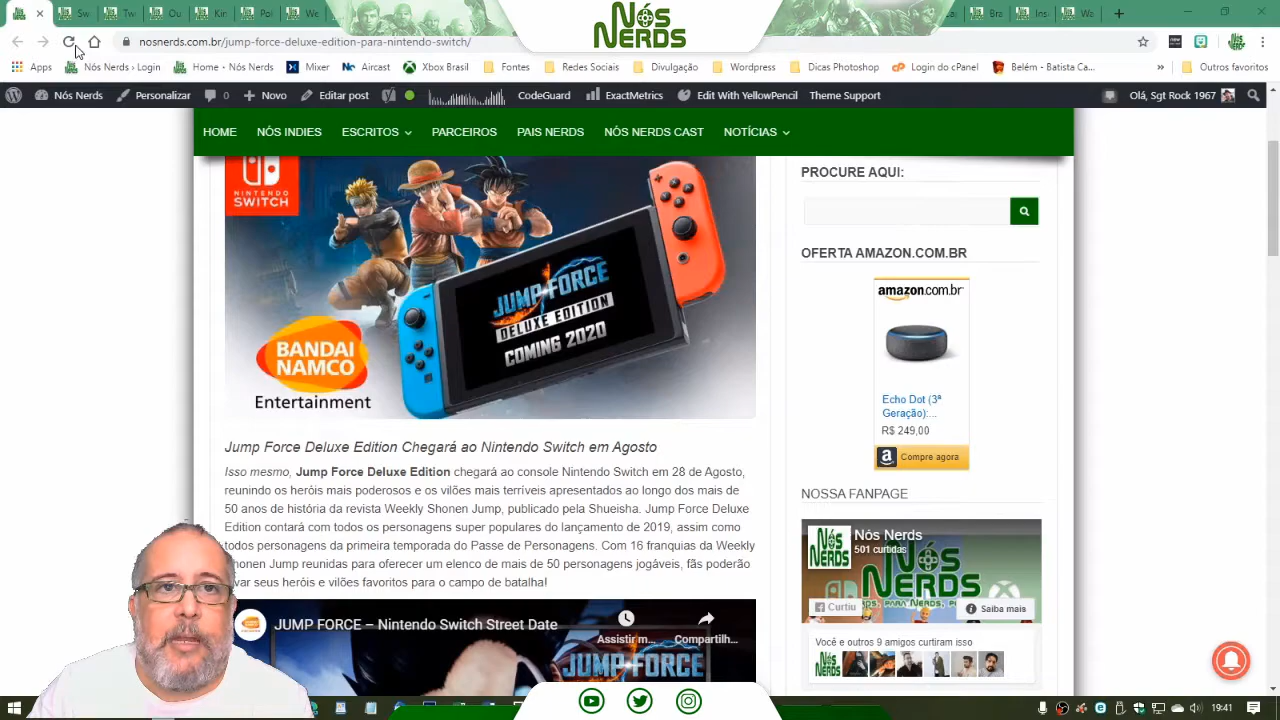 Sw
Tw
Ou
Pai
We
Nós
NERDS
Bra
nosnerds.com.br/jump-force-deluxe-edition-para-nintendo-switch/
Apps
Nós Nerds › Login
Home - Nós Nerds
Mixer
Aircast
Xbox Brasil
Fontes
Redes Sociais
Divulgação
Wordpress
Dicas Photoshop
Login do cPanel
Belém - Batista Ca...
»
Outros favoritos
Nós Nerds
Personalizar
0
+ Novo
Editar post
CodeGuard
ExactMetrics
Edit With YellowPencil
Theme Support
Olá, Sgt Rock 1967
HOME
NÓS INDIES
ESCRITOS
PARCEIROS
PAIS NERDS
NÓS NERDS CAST
NOTÍCIAS
NINTENDO
SWITCH
JUMP FORCE
DELUXE EDITION
COMING 2020
BANDAI
NAMCO
Entertainment
PROCURE AQUI:
OFERTA AMAZON.COM.BR
amazon.com.br
Echo Dot (3ª
Geração):...
R$ 249,00
Compre agora
Jump Force Deluxe Edition Chegará ao Nintendo Switch em Agosto
Isso mesmo, Jump Force Deluxe Edition chegará ao console Nintendo Switch em 28 de Agosto,
reunindo os heróis mais poderosos e os vilões mais terríveis apresentados ao longo dos mais de
50 anos de história da revista Weekly Shonen Jump, publicado pela Shueisha. Jump Force Deluxe
Edition contará com todos os personagens super populares do lançamento de 2019, assim como
todos personagens da primeira temporada do Passe de Personagens. Com 16 franquias da Weekly
honen Jump reunidas para oferecer um elenco de mais de 50 personagens jogáveis, fãs poderão
var seus heróis e vilões favoritos para o campo de batalha!
JUMP FORCE – Nintendo Switch Street Date
Assistir m...
Compartilh...
JUMP FORCE
NOSSA FANPAGE
Nós Nerds
501 curtidas
Nós
NERDS
Curtiu
Saiba mais
Você e outros 9 amigos curtiram isso
19:41